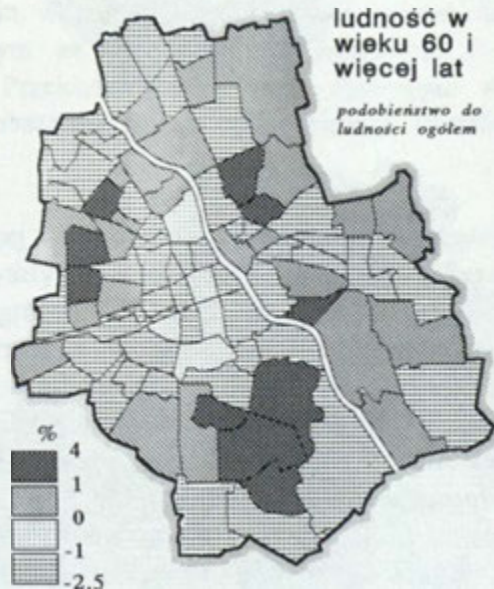 ludność w
wieku 60 i
więcej lat
podobieństwo do
ludności ogółem
%
4
1
0
-1
-2,5